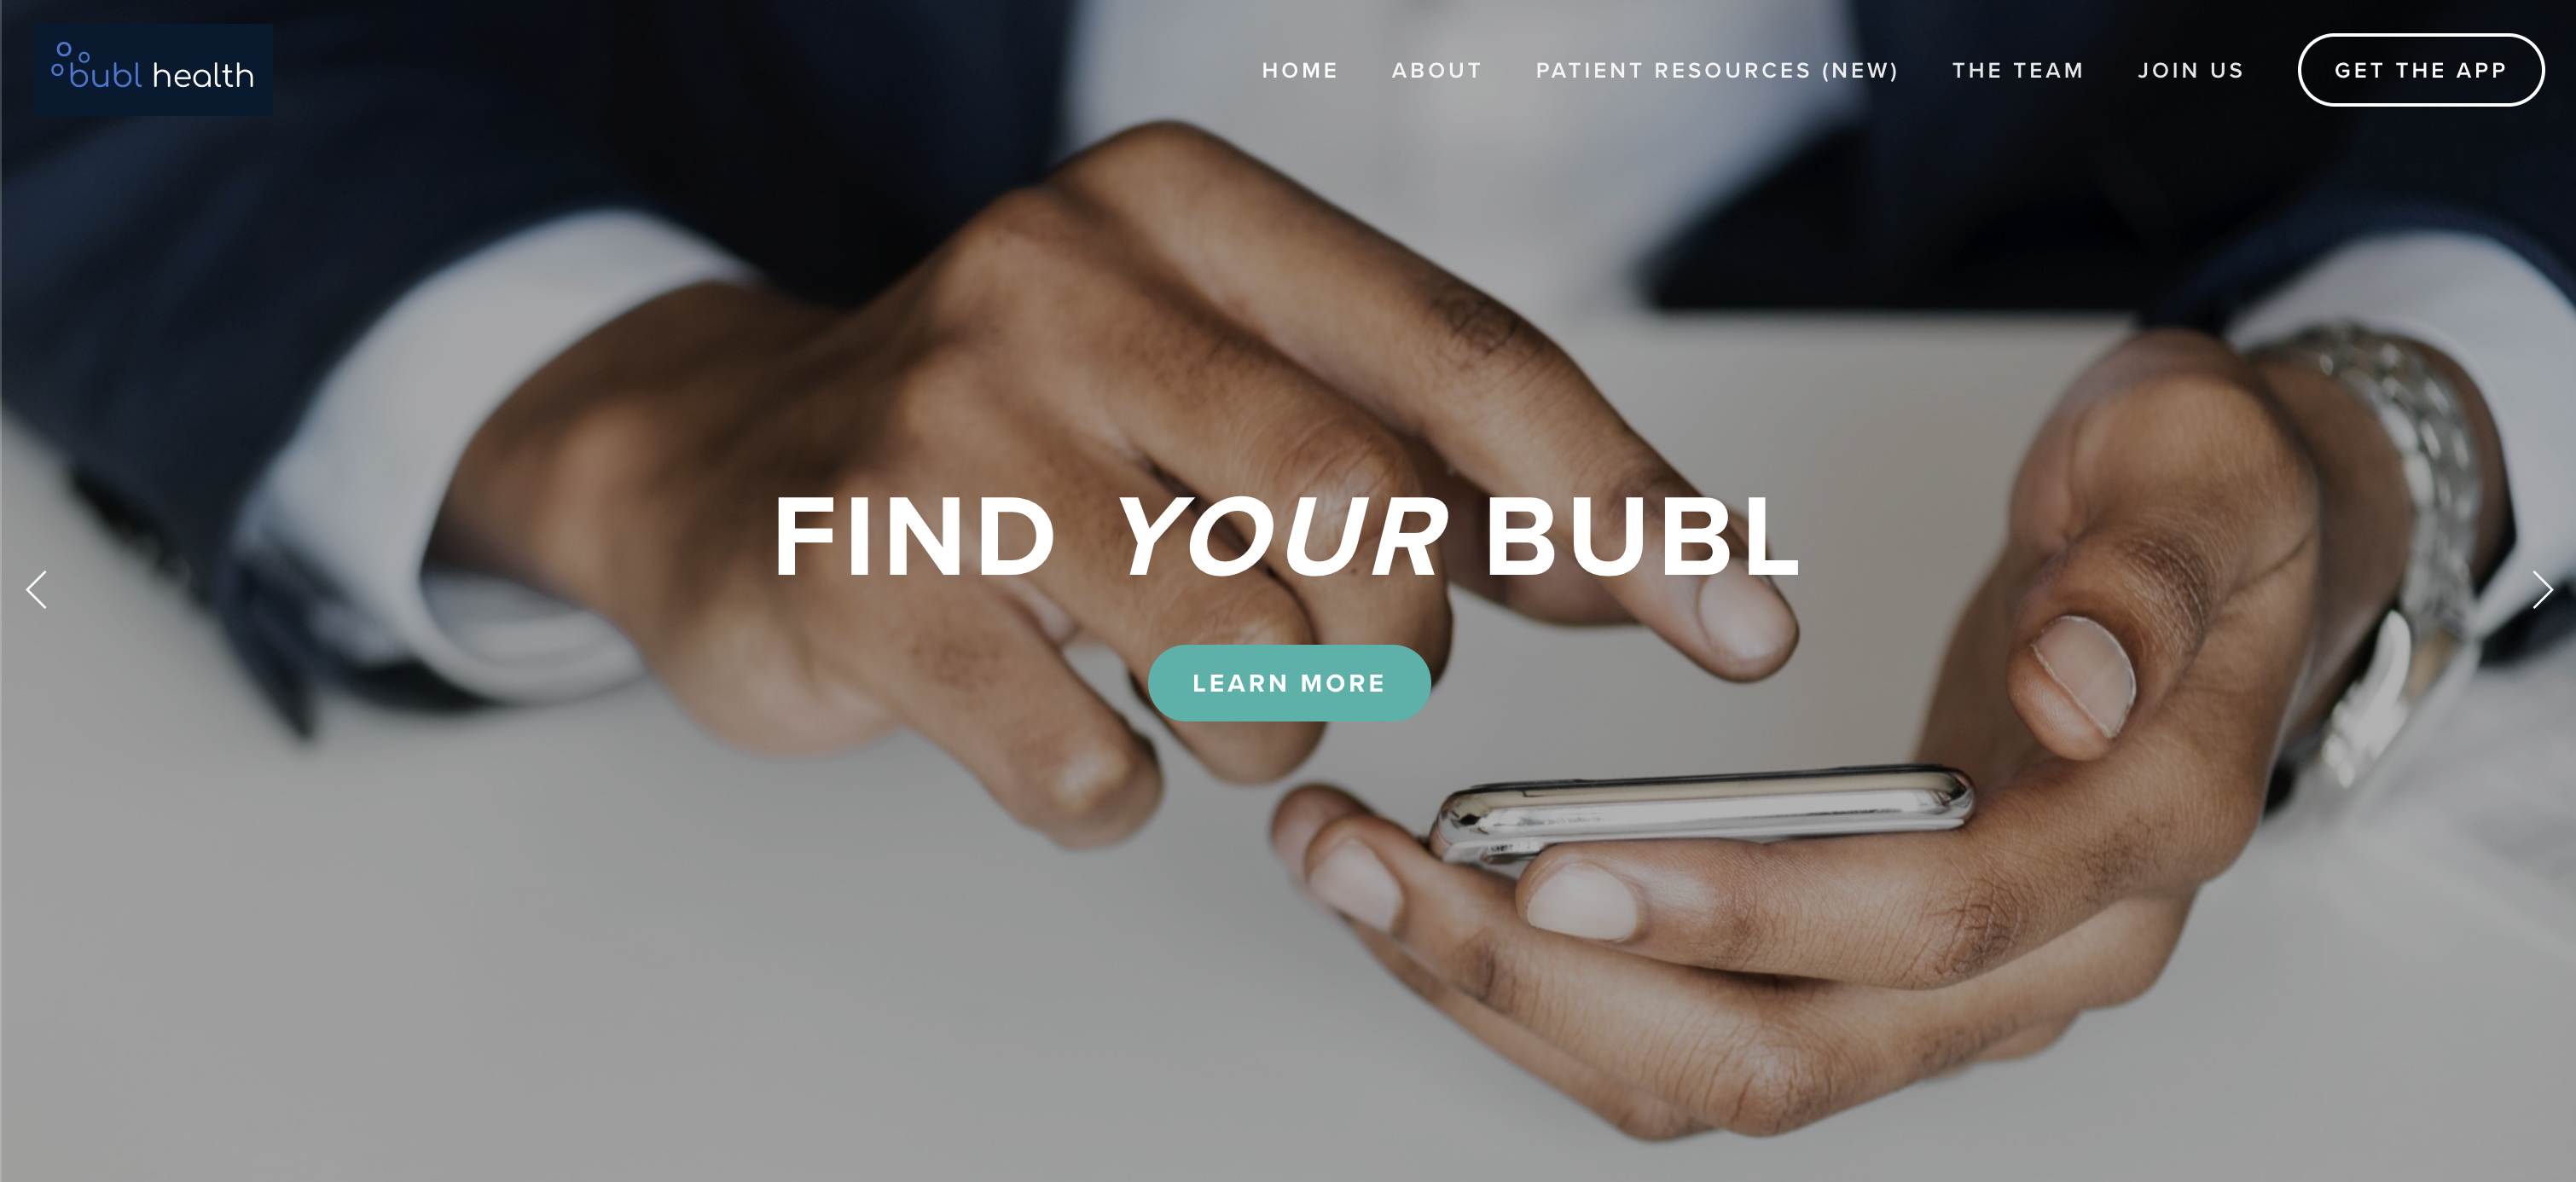 bubl health
HOME ABOUT PATIENT RESOURCES (NEW) THE TEAM JOIN US GET THE APP
FIND YOUR BUBL
LEARN MORE